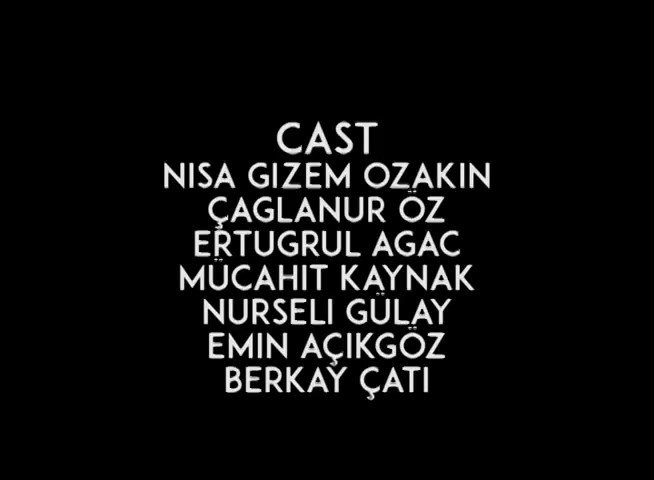 CAST
NISA GIZEM OZAKIN
ÇAGLANUR ÖZ
ERTUGRUL AGAC
MÜCAHIT KAYNAK
NURSELI GÜLAY
EMIN AÇIKGÖZ
BERKAY ÇATI